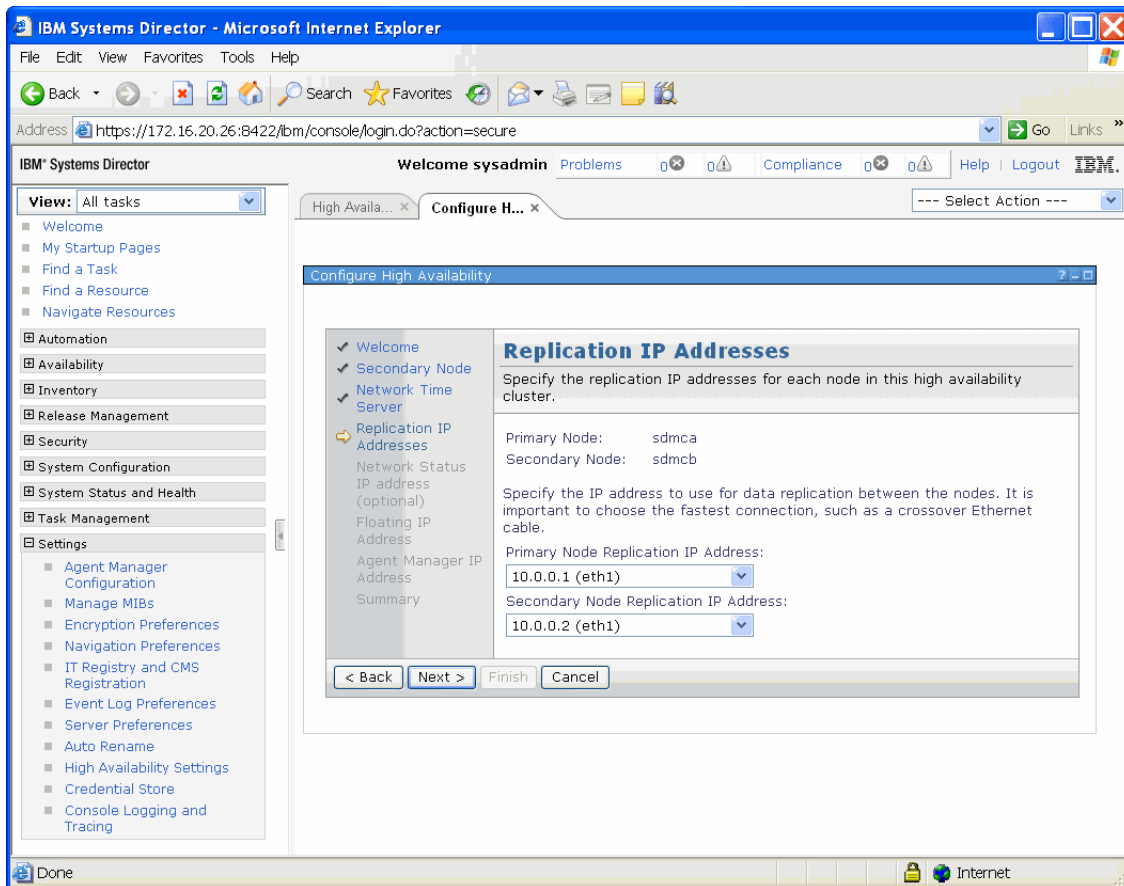 IBM Systems Director - Microsoft Internet Explorer
File Edit View Favorites Tools Help
Back Search Favorites
Address https://172.16.20.26:8422/ibm/console/login.do?action=secure Go Links »
IBM® Systems Director Welcome sysadmin Problems 0 0 Compliance 0 0 Help | Logout IBM.
View: All tasks
Welcome
My Startup Pages
Find a Task
Find a Resource
Navigate Resources
Automation
Availability
Inventory
Release Management
Security
System Configuration
System Status and Health
Task Management
Settings
Agent Manager
Configuration
Manage MIBs
Encryption Preferences
Navigation Preferences
IT Registry and CMS
Registration
Event Log Preferences
Server Preferences
Auto Rename
High Availability Settings
Credential Store
Console Logging and
Tracing
High Availa... × Configure H... × --- Select Action ---
Configure High Availability ?
Welcome
Secondary Node
Network Time
Server
Replication IP
Addresses
Network Status
IP address
(optional)
Floating IP
Address
Agent Manager IP
Address
Summary
Replication IP Addresses
Specify the replication IP addresses for each node in this high availability
cluster.
Primary Node: sdmca
Secondary Node: sdmcb
Specify the IP address to use for data replication between the nodes. It is
important to choose the fastest connection, such as a crossover Ethernet
cable.
Primary Node Replication IP Address:
10.0.0.1 (eth1)
Secondary Node Replication IP Address:
10.0.0.2 (eth1)
< Back Next > Finish Cancel
Done Internet